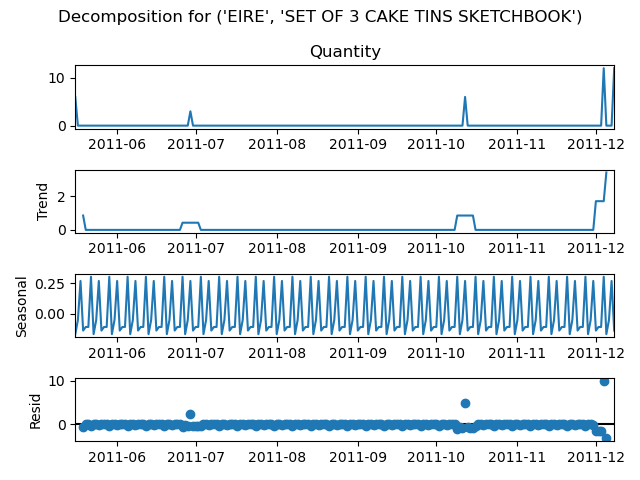 Decomposition for ('EIRE', 'SET OF 3 CAKE TINS SKETCHBOOK')
Quantity
10
0
2011-06 2011-07 2011-08 2011-09 2011-10 2011-11 2011-12
Trend
2
0
2011-06 2011-07 2011-08 2011-09 2011-10 2011-11 2011-12
Seasonal
0.25
0.00
2011-06 2011-07 2011-08 2011-09 2011-10 2011-11 2011-12
Resid
10
0
2011-06 2011-07 2011-08 2011-09 2011-10 2011-11 2011-12